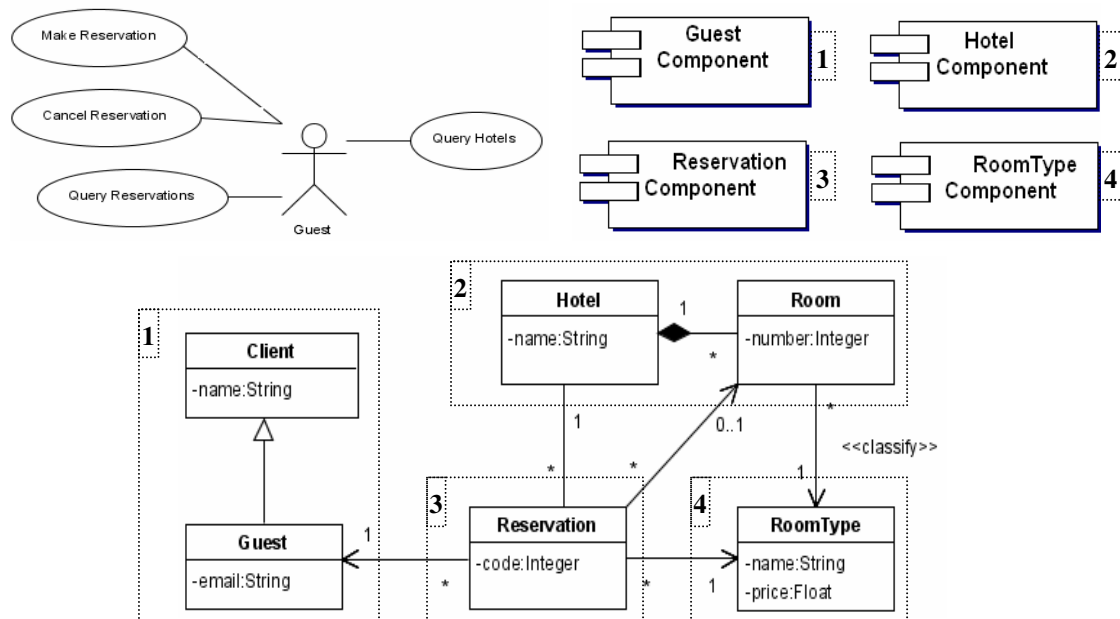 Make Reservation
Cancel Reservation
Query Reservations
Query Hotels
Guest
Guest
Component
1
Hotel
Component
2
Reservation
Component
3
RoomType
Component
4
1
Client
-name:String
Guest
-email:String
2
Hotel
-name:String
1
*
Room
-number:Integer
1
*
0..1
*
*
<<classify>>
1
3
Reservation
-code:Integer
1
*
*
1
4
RoomType
-name:String
-price:Float